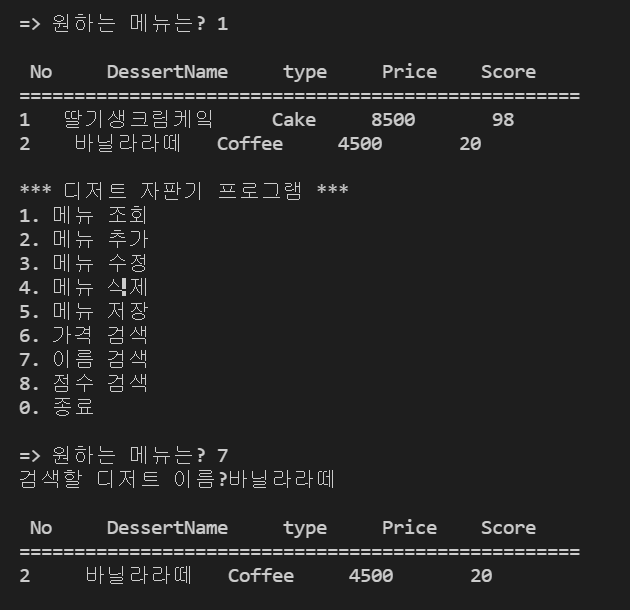 => 원하는 메뉴는? 1
No DessertName type Price Score
===================================================
1 딸기생크림케익 Cake 8500 98
2 바닐라라떼 Coffee 4500 20
*** 디저트 자판기 프로그램 ***
1. 메뉴 조회
2. 메뉴 추가
3. 메뉴 수정
4. 메뉴 삭제
5. 메뉴 저장
6. 가격 검색
7. 이름 검색
8. 점수 검색
0. 종료
=> 원하는 메뉴는? 7
검색할 디저트 이름?바닐라라떼
No DessertName type Price Score
===================================================
2 바닐라라떼 Coffee 4500 20